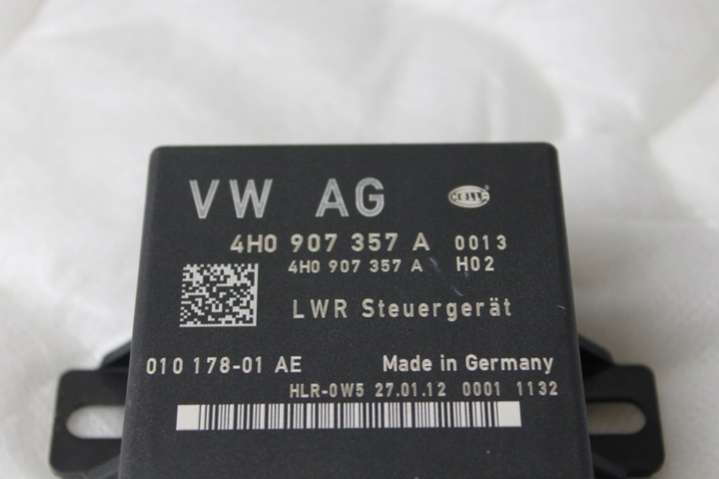 VW AG HELLA
4H0 907 357 A 0013
4H0 907 357 A H02
LWR Steuergerät
010 178-01 AE Made in Germany
HLR-0W5 27.01.12 0001 1132